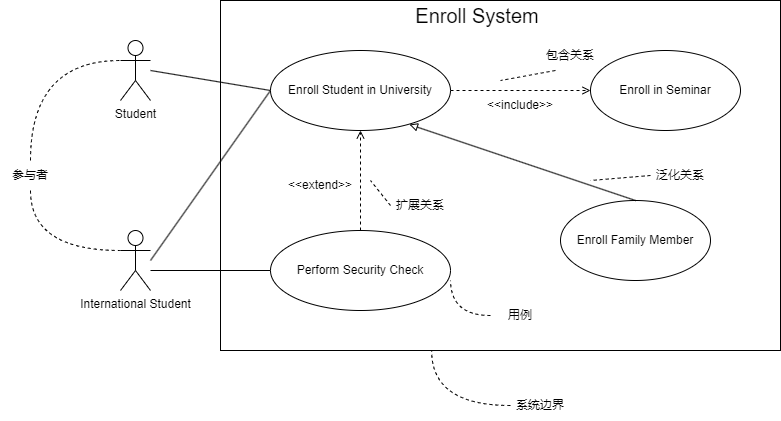 Enroll System
包含关系
Enroll Student in University
<<include>>
Enroll in Seminar
Student
参与者
<<extend>>
扩展关系
泛化关系
Enroll Family Member
Perform Security Check
International Student
用例
系统边界